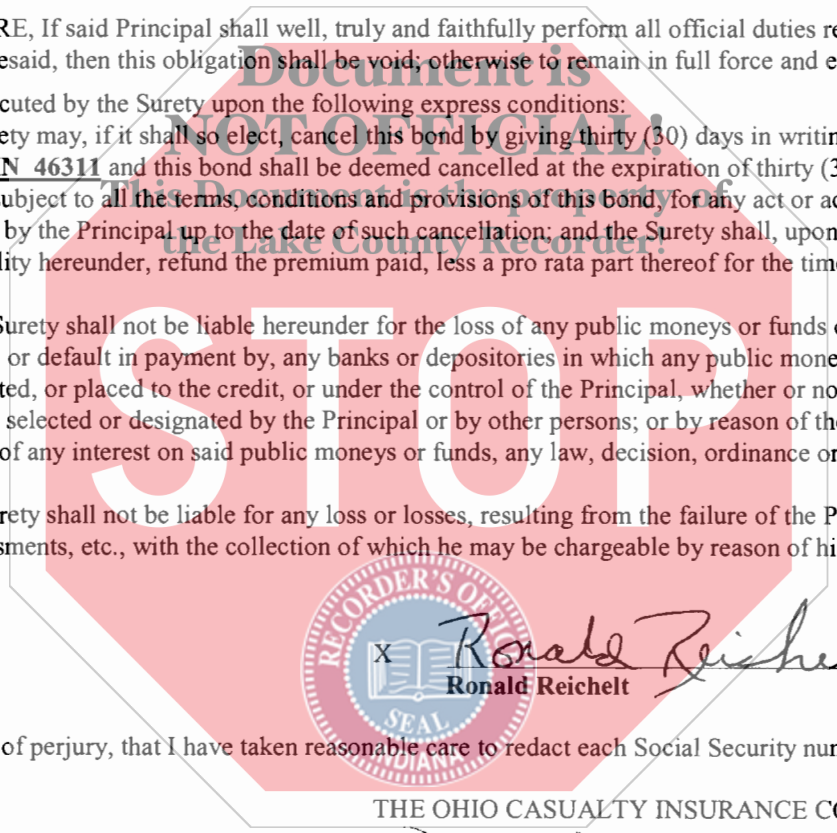 RE, If said Principal shall well, truly and faithfully perform all official duties re
esaid, then this obligation shall be void; otherwise to remain in full force and e
Document is
cuted by the Surety upon the following express conditions:
ety may, if it shall so elect, cancel this bond by giving thirty (30) days in writin
NOT OFFICIAL!
N 46311 and this bond shall be deemed cancelled at the expiration of thirty (3
ubject to all the terms, conditions and provisions of this bond, for any act or ac
This Document is the property of
by the Principal up to the date of such cancellation; and the Surety shall, upon
the Lake County Recorder!
lity hereunder, refund the premium paid, less a pro rata part thereof for the time
Surety shall not be liable hereunder for the loss of any public moneys or funds
or default in payment by, any banks or depositories in which any public mone
ted, or placed to the credit, or under the control of the Principal, whether or no
selected or designated by the Principal or by other persons; or by reason of the
of any interest on said public moneys or funds, any law, decision, ordinance or
STOP
rety shall not be liable for any loss or losses, resulting from the failure of the P
sments, etc., with the collection of which he may be chargeable by reason of hi
RECORDER'S OFFIC
SEAL
INDIANA
X Ronald Reiche
Ronald Reichelt
of perjury, that I have taken reasonable care to redact each Social Security nur
THE OHIO CASUALTY INSURANCE CO